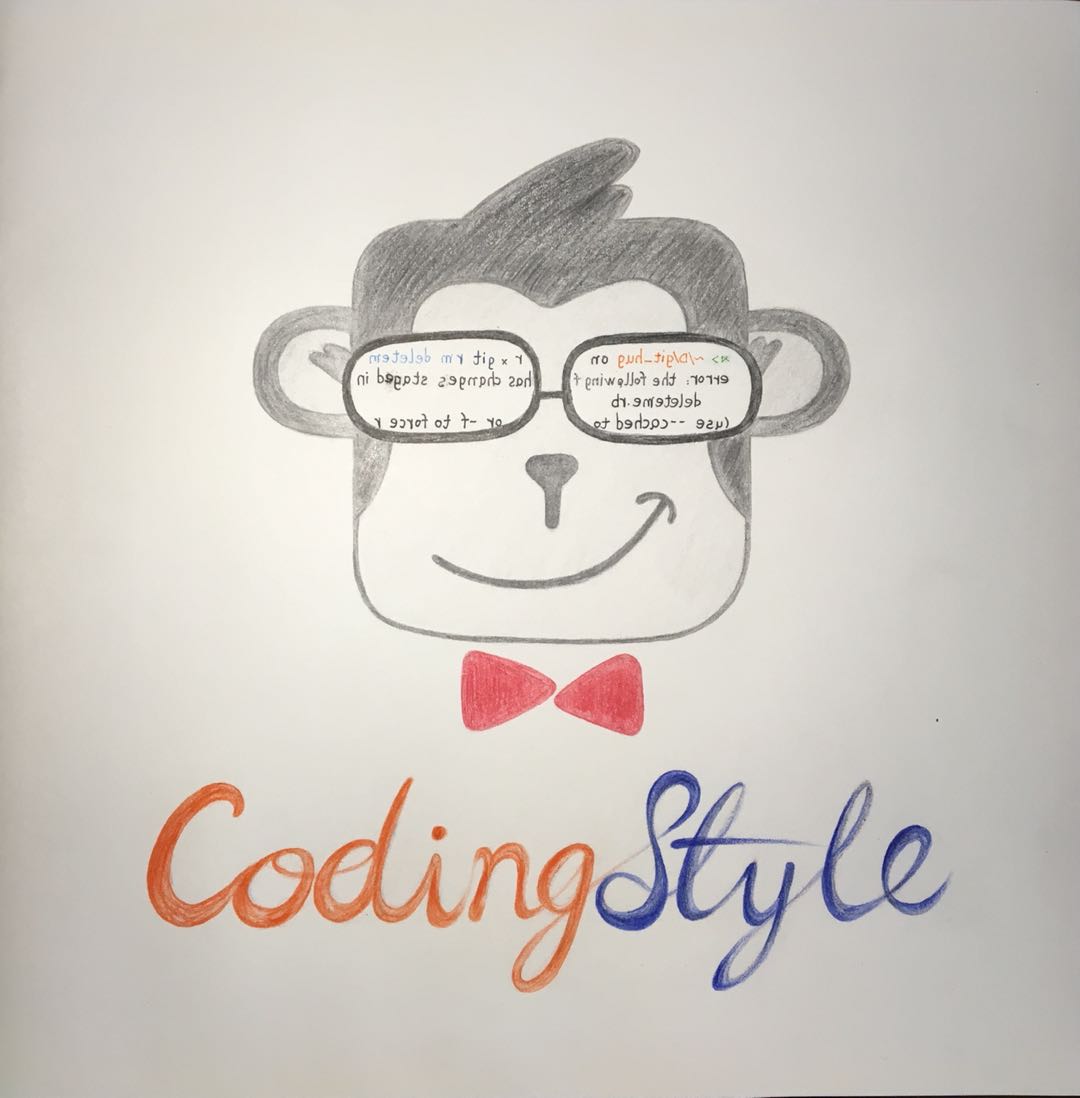 ~/D/git_hug on
error: the following f
deleteme.rb
(use --cached to
r × git rm deletem
has changes staged in
or -f to force r
CodingStyle